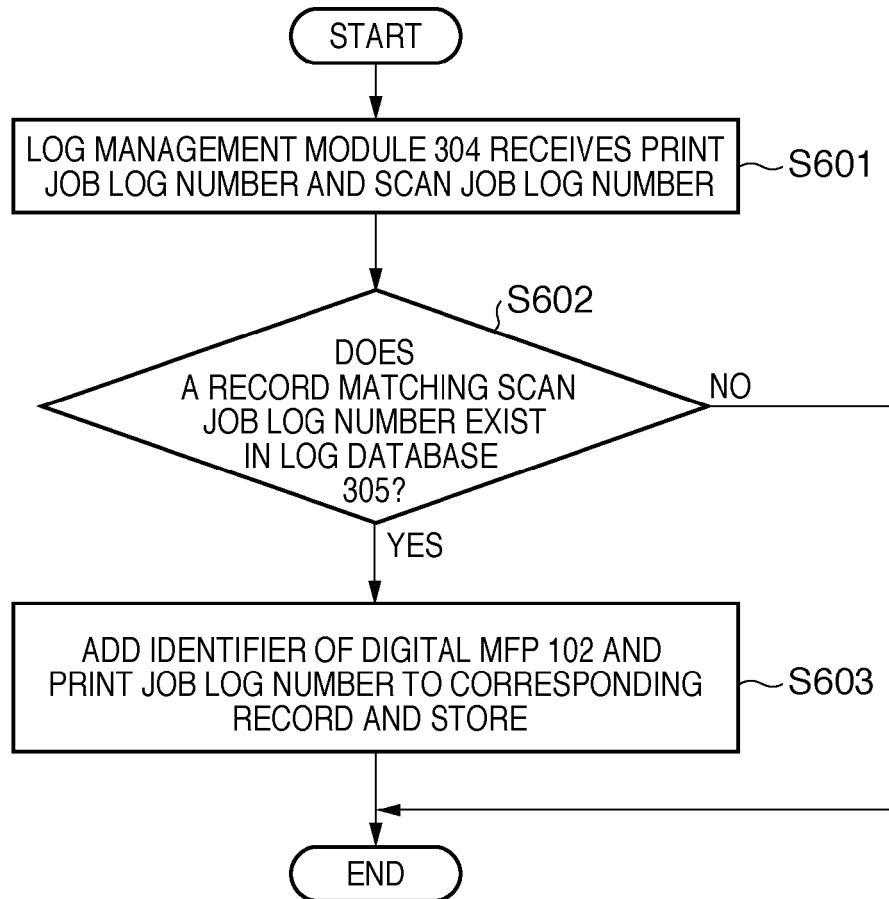 START
LOG MANAGEMENT MODULE 304 RECEIVES PRINT
JOB LOG NUMBER AND SCAN JOB LOG NUMBER
S601
S602
DOES
A RECORD MATCHING SCAN
JOB LOG NUMBER EXIST
IN LOG DATABASE
305?
NO
YES
ADD IDENTIFIER OF DIGITAL MFP 102 AND
PRINT JOB LOG NUMBER TO CORRESPONDING
RECORD AND STORE
S603
END